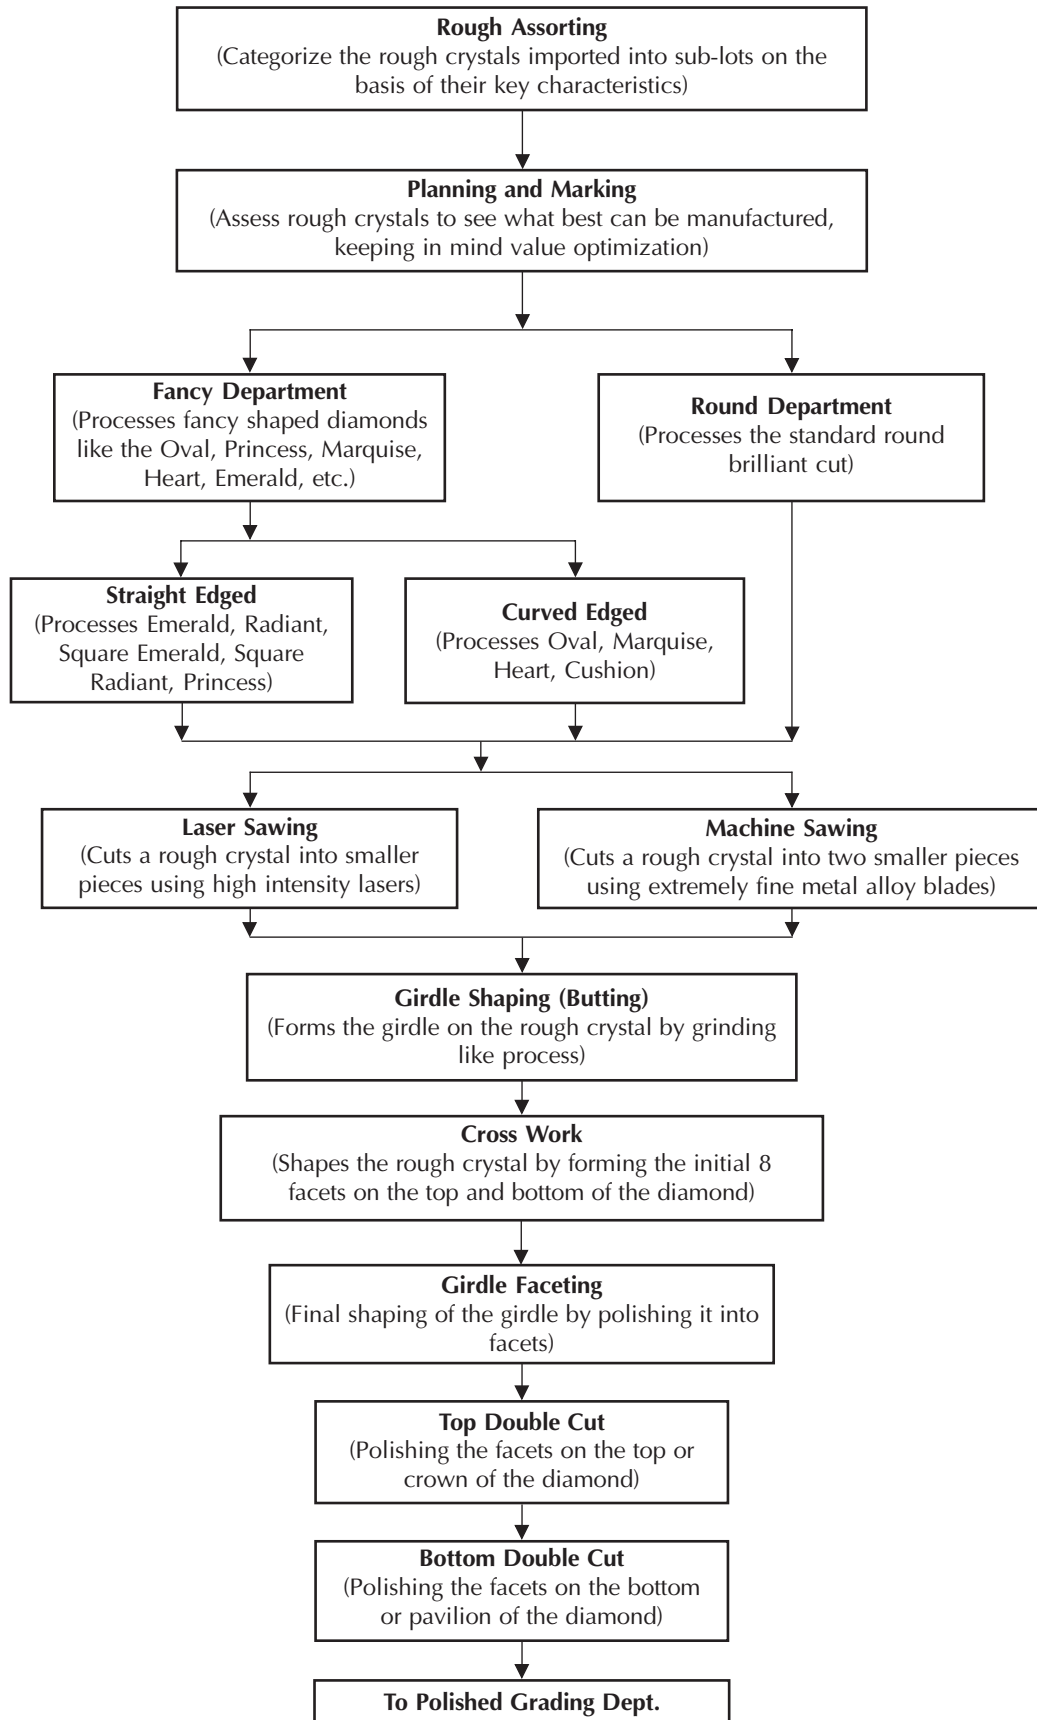 Rough Assorting
(Categorize the rough crystals imported into sub-lots on the
basis of their key characteristics)
Planning and Marking
(Assess rough crystals to see what best can be manufactured,
keeping in mind value optimization)
Fancy Department
(Processes fancy shaped diamonds
like the Oval, Princess, Marquise,
Heart, Emerald, etc.)
Round Department
(Processes the standard round
brilliant cut)
Straight Edged
(Processes Emerald, Radiant,
Square Emerald, Square
Radiant, Princess)
Curved Edged
(Processes Oval, Marquise,
Heart, Cushion)
Laser Sawing
(Cuts a rough crystal into smaller
pieces using high intensity lasers)
Machine Sawing
(Cuts a rough crystal into two smaller pieces
using extremely fine metal alloy blades)
Girdle Shaping (Butting)
(Forms the girdle on the rough crystal by grinding
like process)
Cross Work
(Shapes the rough crystal by forming the initial 8
facets on the top and bottom of the diamond)
Girdle Faceting
(Final shaping of the girdle by polishing it into
facets)
Top Double Cut
(Polishing the facets on the top or
crown of the diamond)
Bottom Double Cut
(Polishing the facets on the bottom
or pavilion of the diamond)
To Polished Grading Dept.